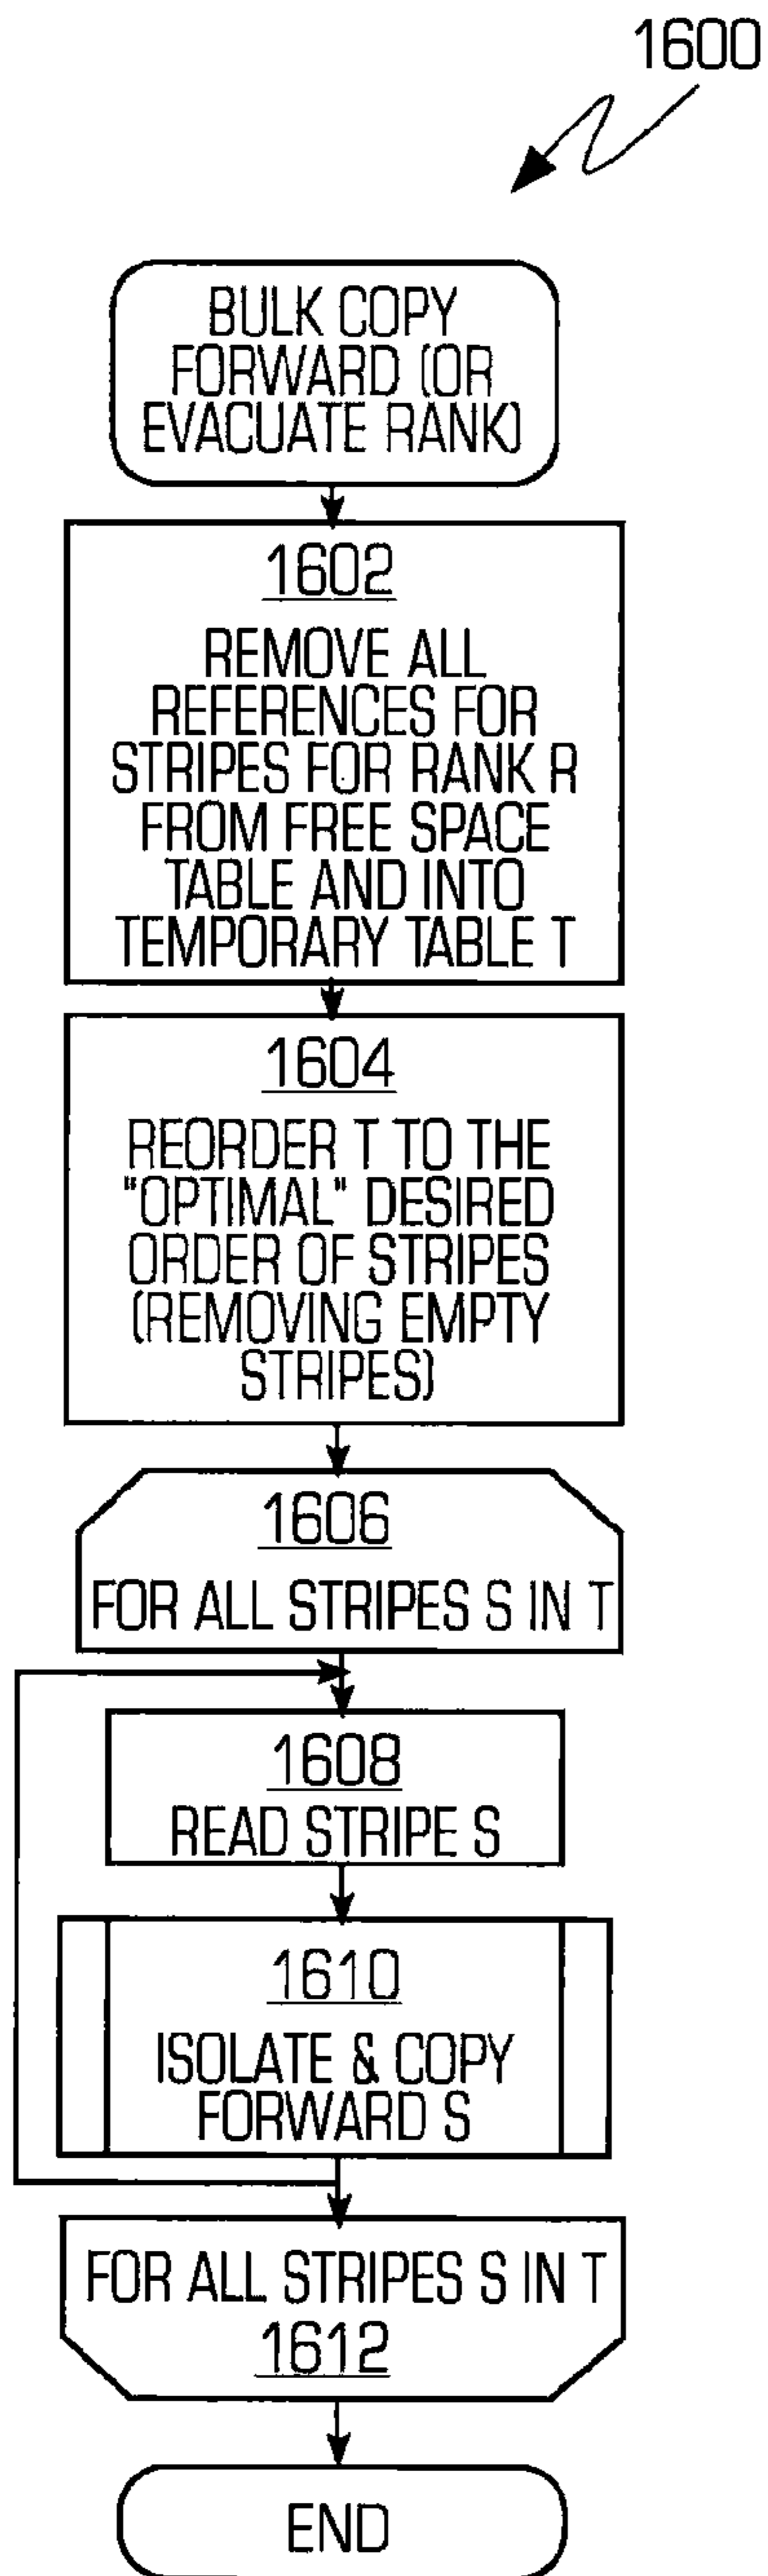 1600
BULK COPY
FORWARD (OR
EVACUATE RANK)
1602
REMOVE ALL
REFERENCES FOR
STRIPES FOR RANK R
FROM FREE SPACE
TABLE AND INTO
TEMPORARY TABLE T
1604
REORDER T TO THE
"OPTIMAL" DESIRED
ORDER OF STRIPES
(REMOVING EMPTY
STRIPES)
1606
FOR ALL STRIPES S IN T
1608
READ STRIPE S
1610
ISOLATE & COPY
FORWARD S
FOR ALL STRIPES S IN T
1612
END